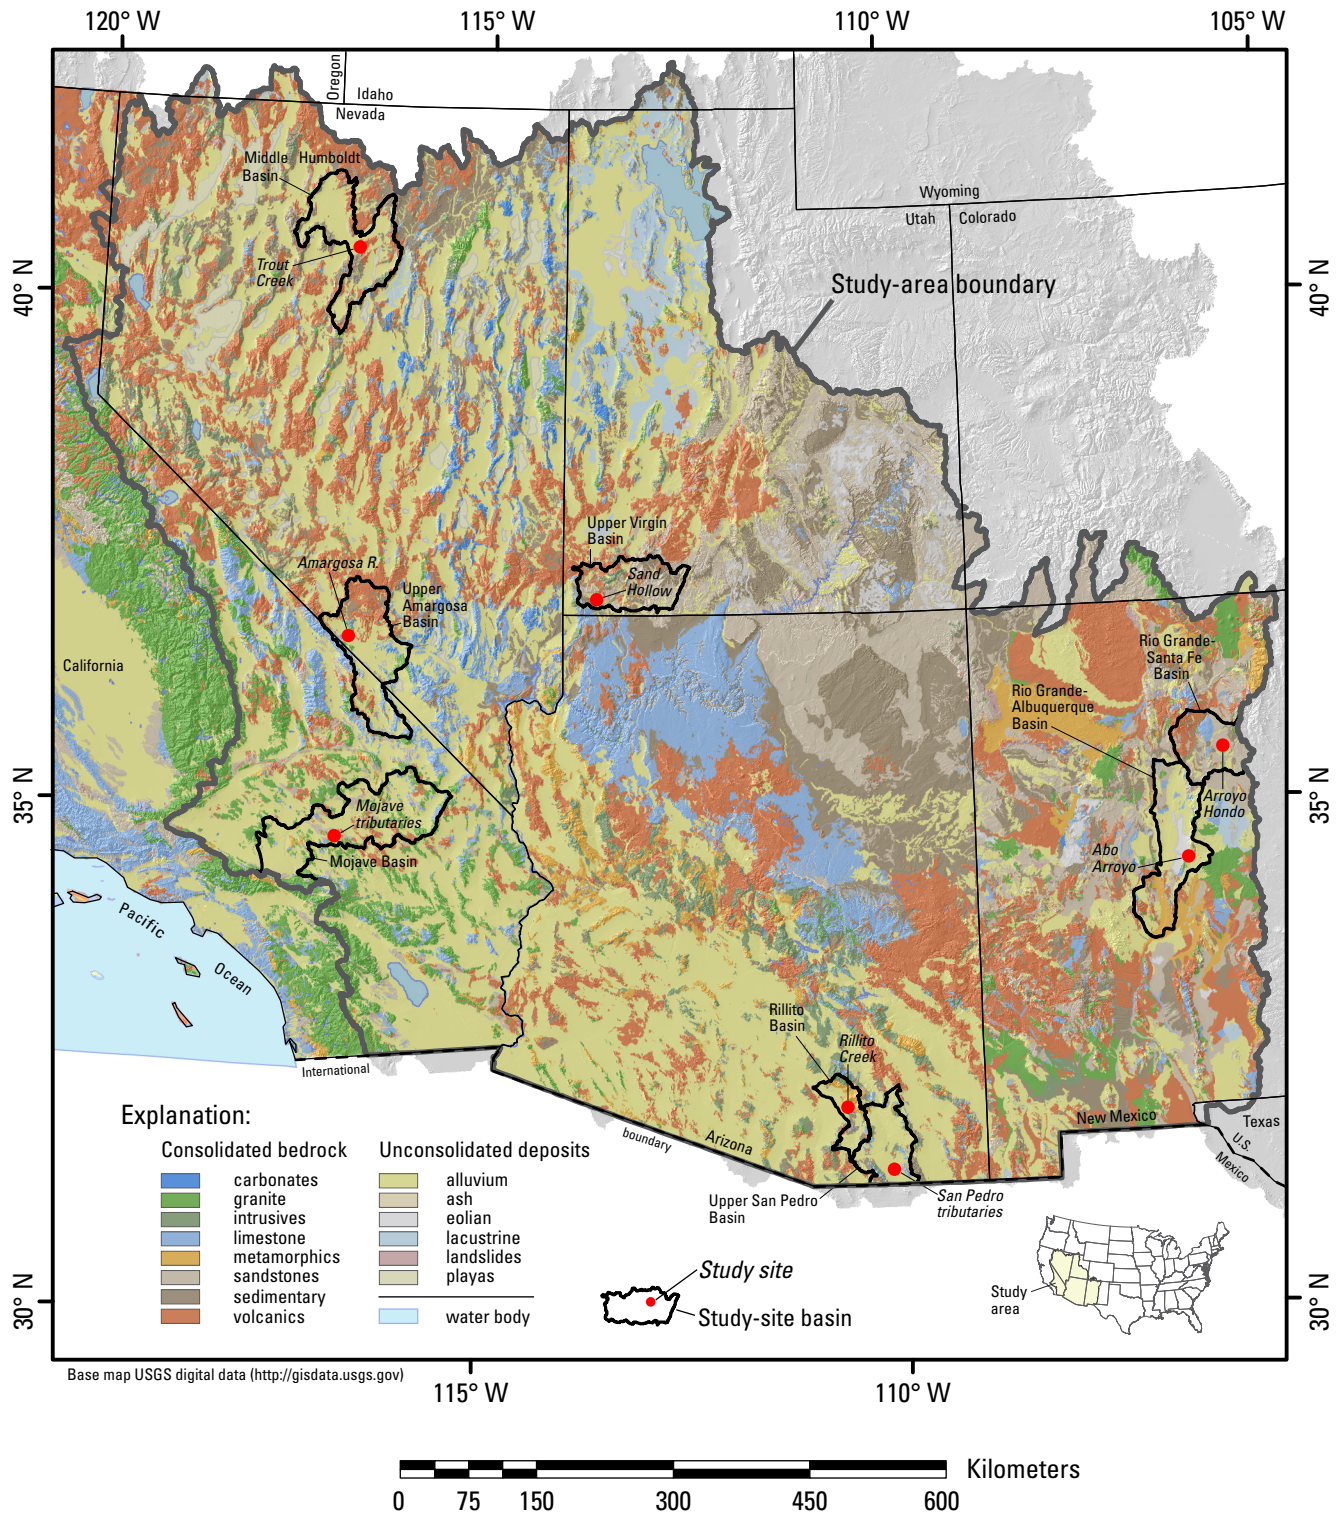 120° W
115° W
110° W
105° W
Oregon
Idaho
Nevada
Middle Humboldt
Basin
Wyoming
Utah
Colorado
Trout
Creek
40° N
40° N
Study-area boundary
Upper Virgin
Basin
Amargosa R.
Sand
Hollow
Upper
Amargosa
Basin
California
Rio Grande-
Santa Fe
Basin
Rio Grande-
Albuquerque
Basin
35° N
35° N
Mojave
tributaries
Mojave Basin
Arroyo
Hondo
Abo
Arroyo
Pacific
Ocean
Rillito
Basin
Rillito
Creek
International
boundary
Arizona
New Mexico
Texas
U.S.
Mexico
Upper San Pedro
Basin
San Pedro
tributaries
Explanation:
Consolidated bedrock
carbonates
granite
intrusives
limestone
metamorphics
sandstones
sedimentary
volcanics
Unconsolidated deposits
alluvium
ash
eolian
lacustrine
landslides
playas
water body
Study site
Study-site basin
Study
area
30° N
30° N
Base map USGS digital data (http://gisdata.usgs.gov)
115° W
110° W
Kilometers
0 75 150 300 450 600